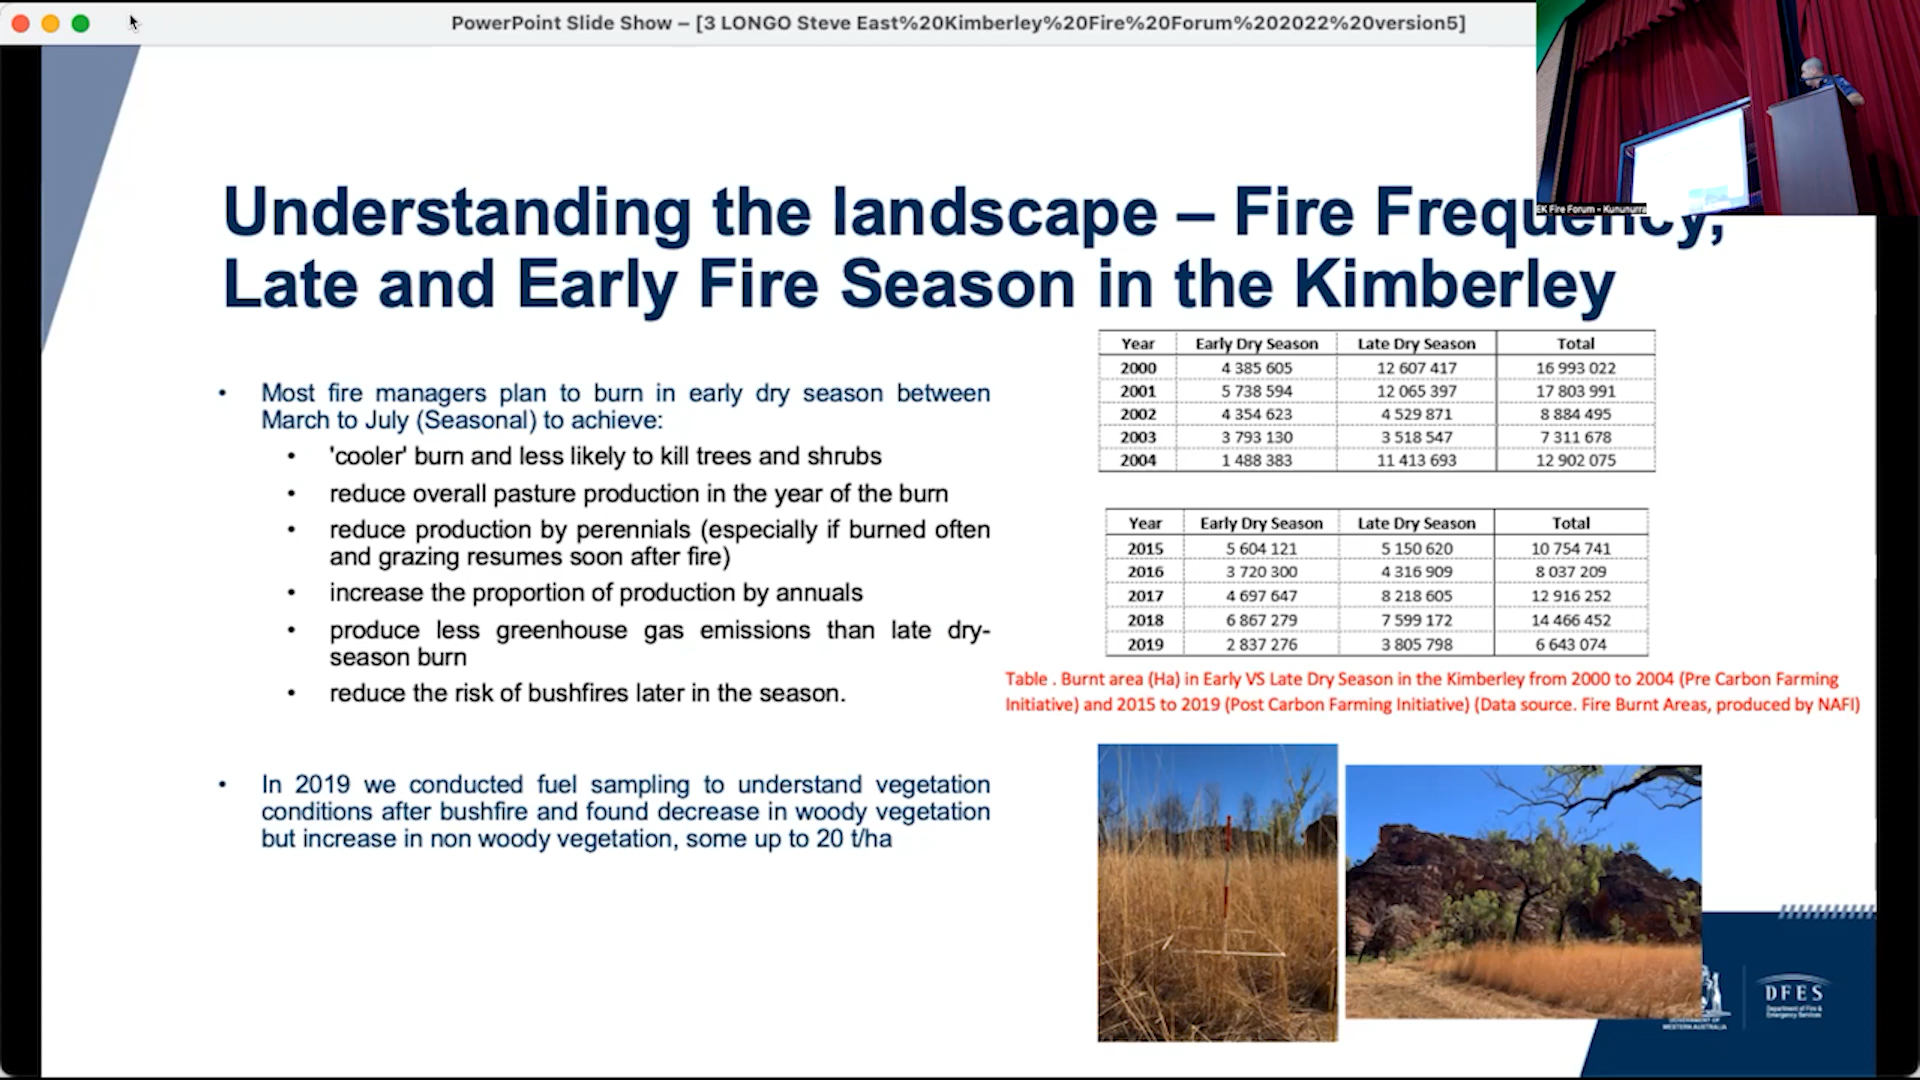 PowerPoint Slide Show – [3 LONGO Steve East%20Kimberley%20Fire%20Forum%202022%20version5]
EK Fire Forum - Kununurra
Understanding the landscape – Fire Frequency,
Late and Early Fire Season in the Kimberley
• Most fire managers plan to burn in early dry season between
March to July (Seasonal) to achieve:
• 'cooler' burn and less likely to kill trees and shrubs
• reduce overall pasture production in the year of the burn
• reduce production by perennials (especially if burned often
and grazing resumes soon after fire)
• increase the proportion of production by annuals
• produce less greenhouse gas emissions than late dry-
season burn
• reduce the risk of bushfires later in the season.
• In 2019 we conducted fuel sampling to understand vegetation
conditions after bushfire and found decrease in woody vegetation
but increase in non woody vegetation, some up to 20 t/ha
Year Early Dry Season Late Dry Season Total
2000 4 385 605 12 607 417 16 993 022
2001 5 738 594 12 065 397 17 803 991
2002 4 354 623 4 529 871 8 884 495
2003 3 793 130 3 518 547 7 311 678
2004 1 488 383 11 413 693 12 902 075
Year Early Dry Season Late Dry Season Total
2015 5 604 121 5 150 620 10 754 741
2016 3 720 300 4 316 909 8 037 209
2017 4 697 647 8 218 605 12 916 252
2018 6 867 279 7 599 172 14 466 452
2019 2 837 276 3 805 798 6 643 074
Table . Burnt area (Ha) in Early VS Late Dry Season in the Kimberley from 2000 to 2004 (Pre Carbon Farming
Initiative) and 2015 to 2019 (Post Carbon Farming Initiative) (Data source. Fire Burnt Areas, produced by NAFI)
GOVERNMENT OF
WESTERN AUSTRALIA
DFES
Department of Fire &
Emergency Services